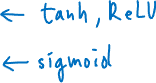 ← tanh, ReLU
← sigmoid